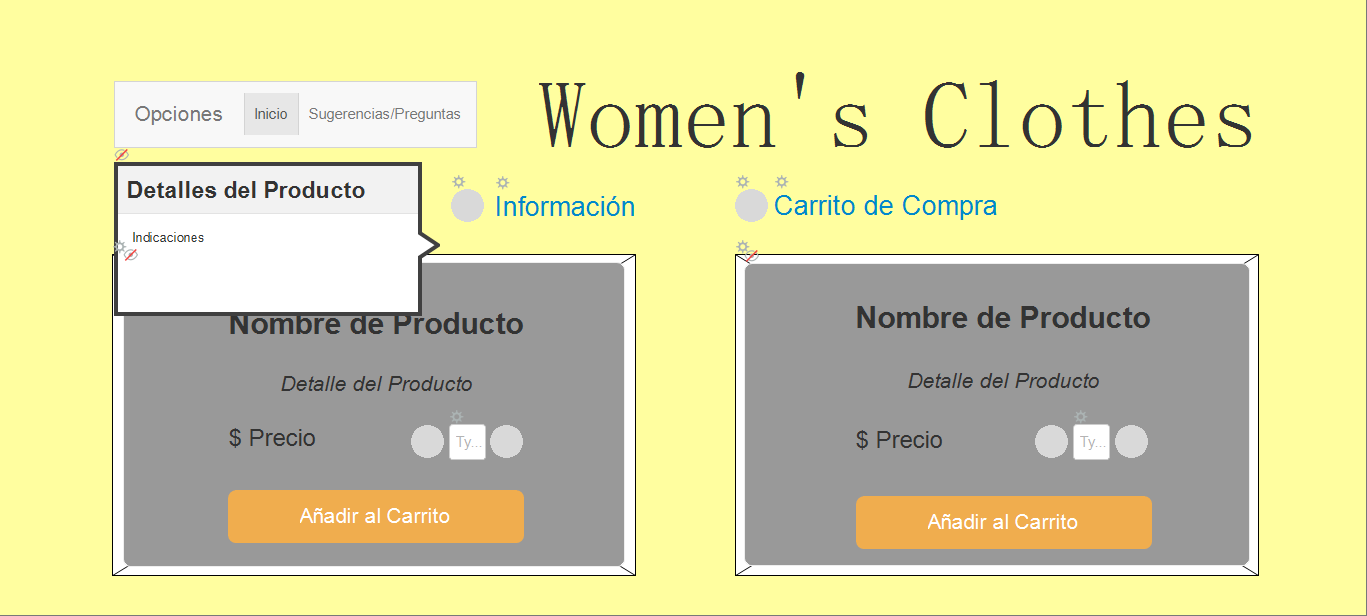 Women's Clothes
Opciones Inicio Sugerencias/Preguntas
Detalles del Producto
Indicaciones
Información
Carrito de Compra
Nombre de Producto
Detalle del Producto
$ Precio
Ty...
Añadir al Carrito
Nombre de Producto
Detalle del Producto
$ Precio
Ty...
Añadir al Carrito